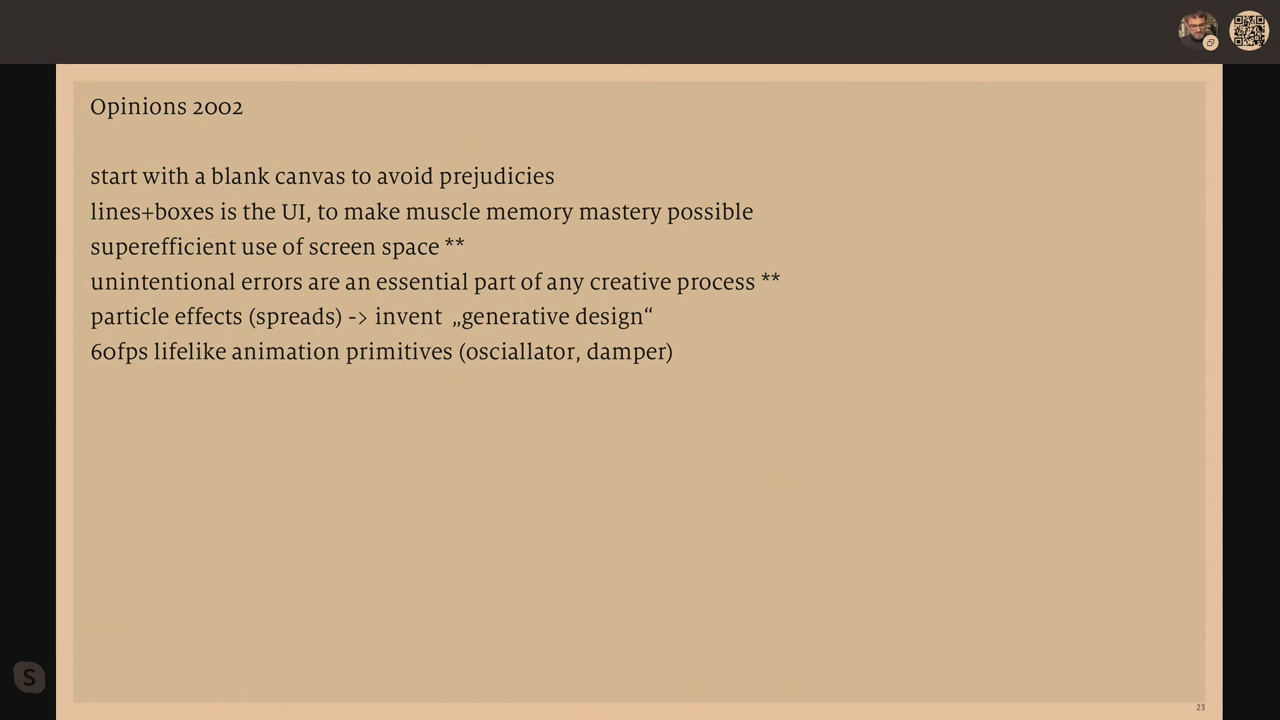 Opinions 2002
start with a blank canvas to avoid prejudicies
lines+boxes is the UI, to make muscle memory mastery possible
superefficient use of screen space **
unintentional errors are an essential part of any creative process **
particle effects (spreads) -> invent „generative design“
60fps lifelike animation primitives (osciallator, damper)
S
23